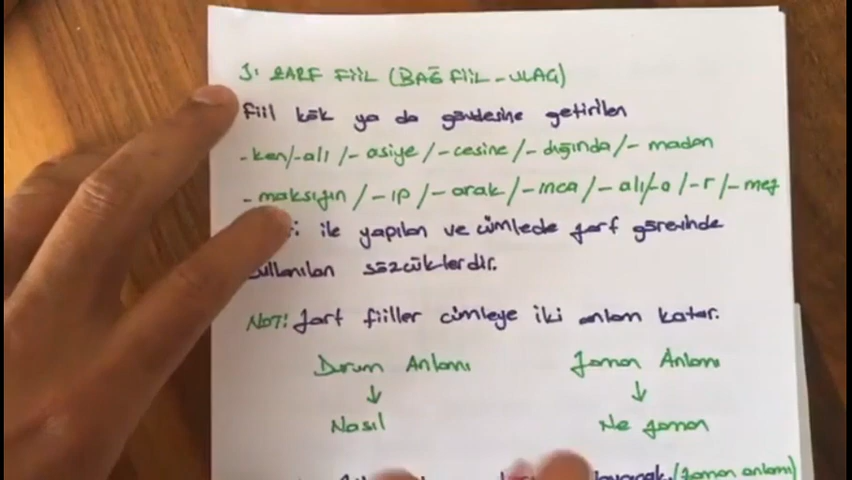 3. ZARF FİİL (BAĞ FİİL - ULAÇ)
Fiil kök ya da gövdesine getirilen
-ken/-alı/-asiye/-cesine/-dığında/-madan
-maksızın/-ıp/-arak/-ınca/-alı/-a/-r/-mez
ile yapılan ve cümlede zarf görevinde
kullanılan sözcüklerdir.
NOT! Zarf fiiller cümleye iki anlam katar.
Durum Anlamı Zaman Anlamı
↓ ↓
Nasıl Ne zaman
(zaman anlamı)